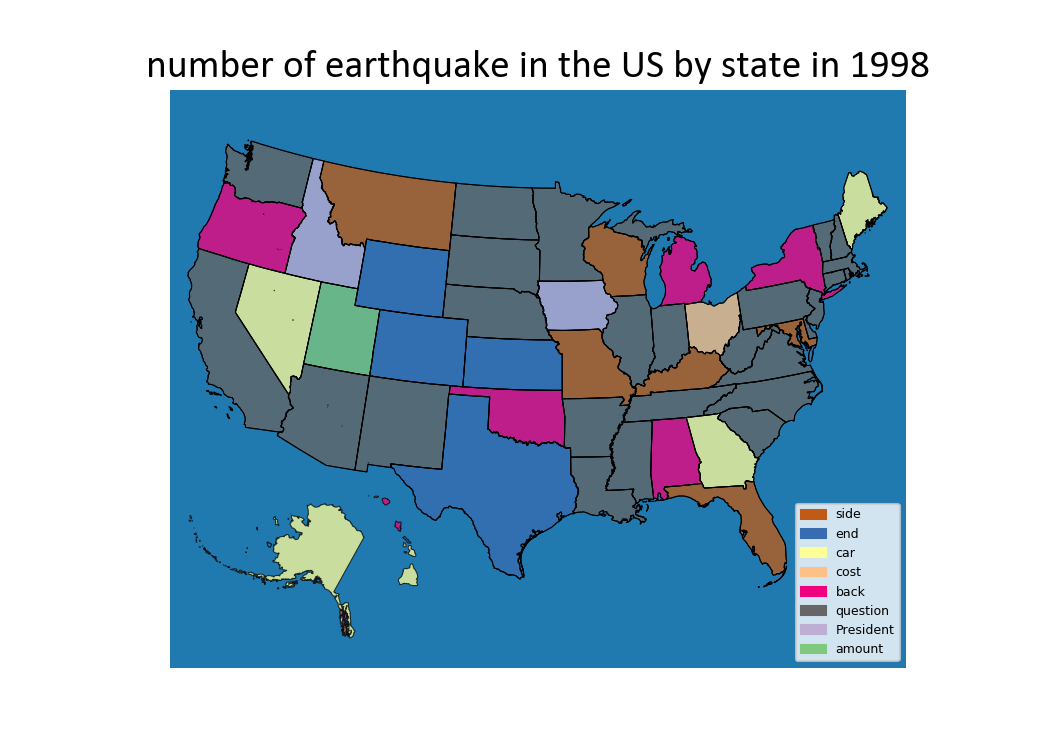 number of earthquake in the US by state in 1998
side
end
car
cost
back
question
President
amount